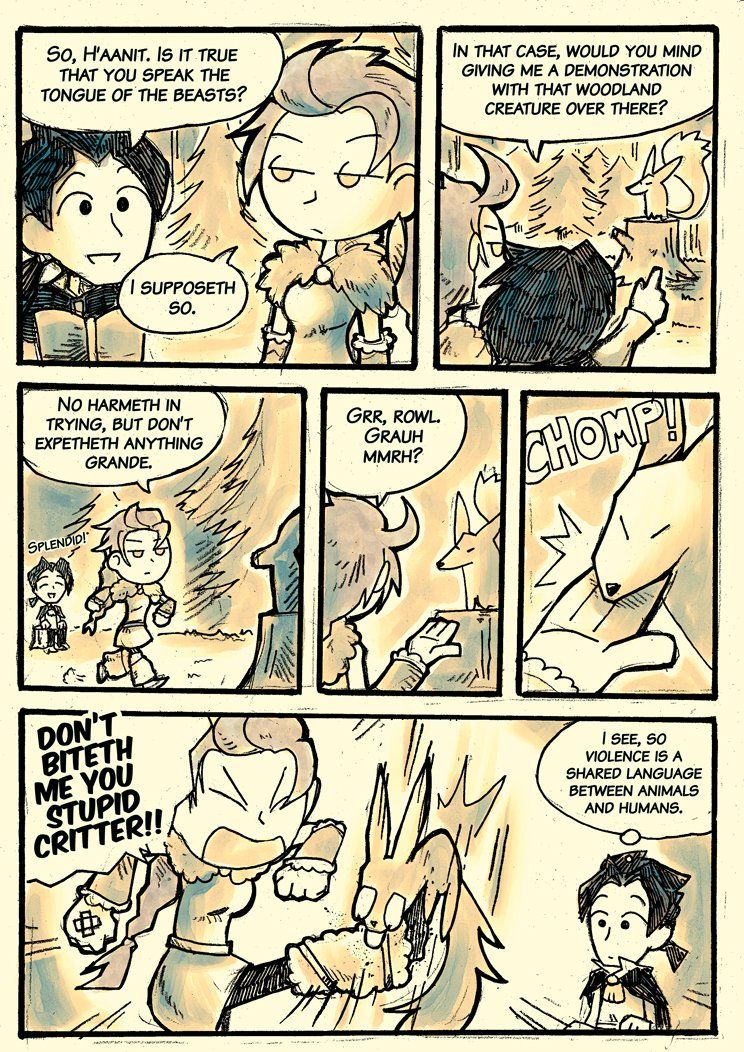 SO, H'AANIT. IS IT TRUE
THAT YOU SPEAK THE
TONGUE OF THE BEASTS?
I SUPPOSETH
SO.
IN THAT CASE, WOULD YOU MIND
GIVING ME A DEMONSTRATION
WITH THAT WOODLAND
CREATURE OVER THERE?
NO HARMETH IN
TRYING, BUT DON'T
EXPETHETH ANYTHING
GRANDE.
SPLENDID!
GRR, ROWL.
GRAUH
MMRH?
CHOMP!
DON'T
BITETH
ME YOU
STUPID
CRITTER!!
I SEE, SO
VIOLENCE IS A
SHARED LANGUAGE
BETWEEN ANIMALS
AND HUMANS.